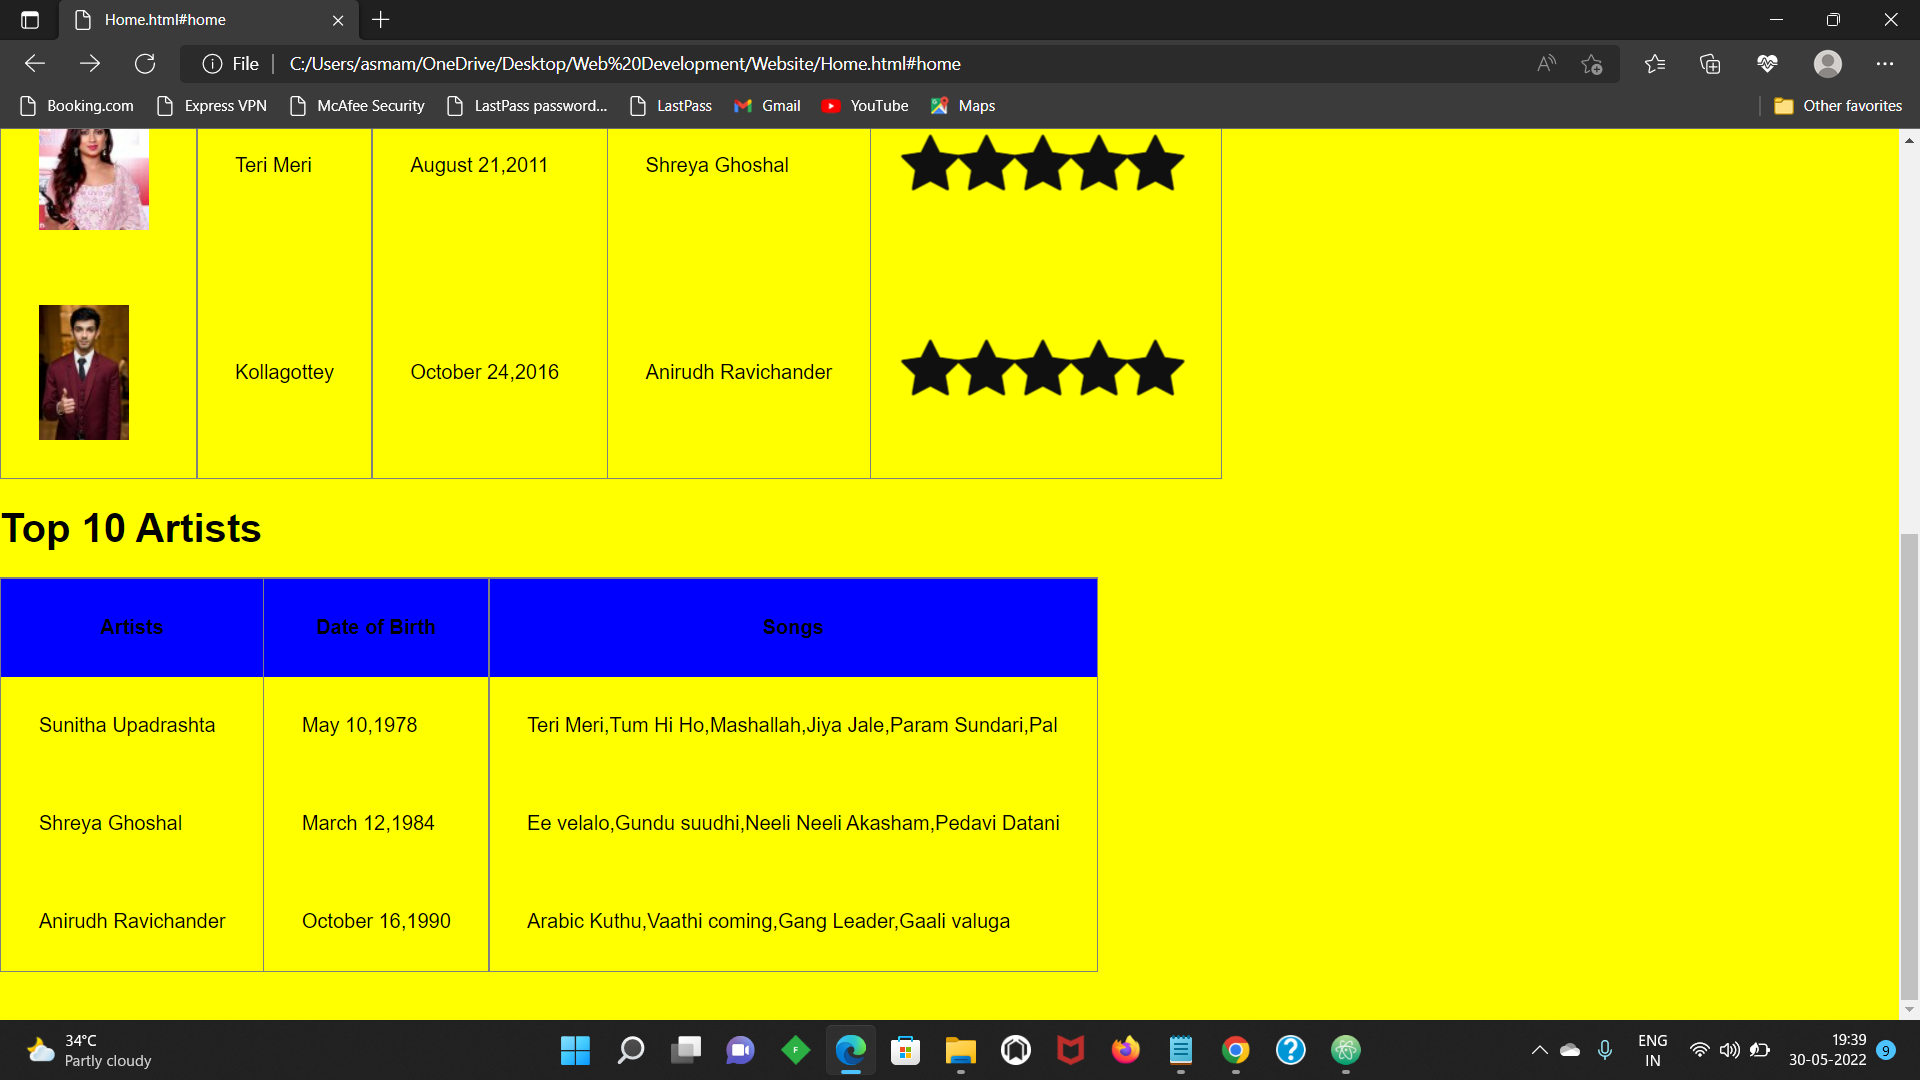 Home.html#home
File C:/Users/asmam/OneDrive/Desktop/Web%20Development/Website/Home.html#home
Booking.com Express VPN McAfee Security LastPass password... LastPass Gmail YouTube Maps Other favorites
Teri Meri August 21,2011 Shreya Ghoshal
Kollagottey October 24,2016 Anirudh Ravichander
Top 10 Artists
Artists Date of Birth Songs
Sunitha Upadrashta May 10,1978 Teri Meri,Tum Hi Ho,Mashallah,Jiya Jale,Param Sundari,Pal
Shreya Ghoshal March 12,1984 Ee velalo,Gundu suudhi,Neeli Neeli Akasham,Pedavi Datani
Anirudh Ravichander October 16,1990 Arabic Kuthu,Vaathi coming,Gang Leader,Gaali valuga
34°C
Partly cloudy
ENG
IN
19:39
30-05-2022
9